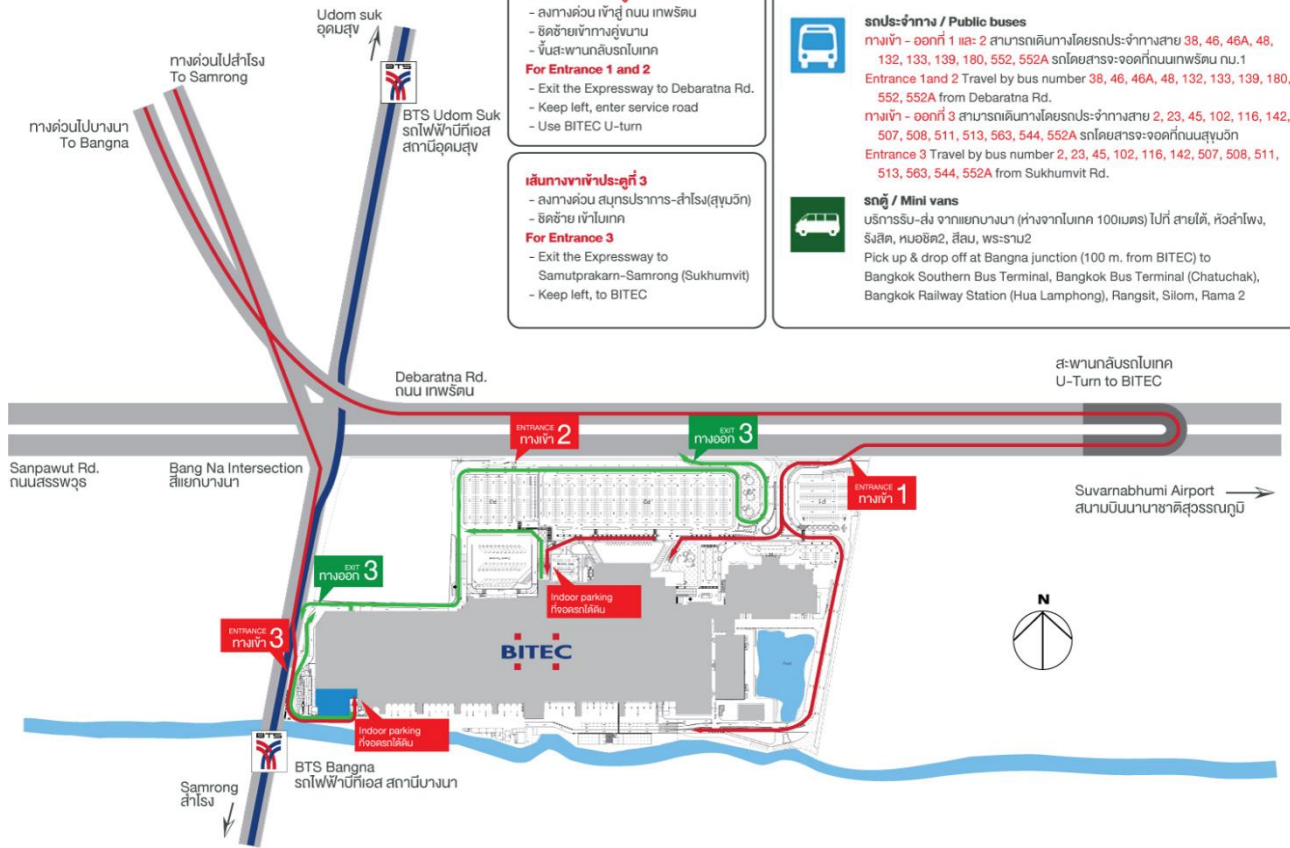 Udom suk
อุดมสุข
ทางด่วนไปสำโรง
To Samrong
ทางด่วนไปบางนา
To Bangna
BTS
BTS Udom Suk
รถไฟฟ้าบีทีเอส
สถานีอุดมสุข
- ลงทางด่วน เข้าสู่ ถนน เทพรัตน
- ชิดซ้ายเข้าทางคู่ขนาน
- ขึ้นสะพานกลับรถไบเทค
For Entrance 1 and 2
- Exit the Expressway to Debaratna Rd.
- Keep left, enter service road
- Use BITEC U-turn
เส้นทางขาเข้าประตูที่ 3
- ลงทางด่วน สมุทรปราการ-สำโรง(สุขุมวิท)
- ชิดซ้าย เข้าไบเทค
For Entrance 3
- Exit the Expressway to
Samutprakarn-Samrong (Sukhumvit)
- Keep left, to BITEC
รถประจำทาง / Public buses
ทางเข้า - ออกที่ 1 และ 2 สามารถเดินทางโดยรถประจำทางสาย 38, 46, 46A, 48,
132, 133, 139, 180, 552, 552A รถโดยสารจะจอดที่ถนนเทพรัตน กม.1
Entrance 1and 2 Travel by bus number 38, 46, 46A, 48, 132, 133, 139, 180,
552, 552A from Debaratna Rd.
ทางเข้า - ออกที่ 3 สามารถเดินทางโดยรถประจำทางสาย 2, 23, 45, 102, 116, 142,
507, 508, 511, 513, 563, 544, 552A รถโดยสารจะจอดที่ถนนสุขุมวิท
Entrance 3 Travel by bus number 2, 23, 45, 102, 116, 142, 507, 508, 511,
513, 563, 544, 552A from Sukhumvit Rd.
รถตู้ / Mini vans
บริการรับ-ส่ง จากแยกบางนา (ห่างจากไบเทค 100เมตร) ไปที่ สายใต้, หัวลำโพง,
รังสิต, หมอชิต2, สีลม, พระราม2
Pick up & drop off at Bangna junction (100 m. from BITEC) to
Bangkok Southern Bus Terminal, Bangkok Bus Terminal (Chatuchak),
Bangkok Railway Station (Hua Lamphong), Rangsit, Silom, Rama 2
สะพานกลับรถไบเทค
U-Turn to BITEC
Debaratna Rd.
ถนน เทพรัตน
ENTRANCE
ทางเข้า 2
EXIT
ทางออก 3
Sanpawut Rd.
ถนนสรรพวุธ
Bang Na Intersection
สี่แยกบางนา
ENTRANCE
ทางเข้า 1
Suvarnabhumi Airport
สนามบินนานาชาติสุวรรณภูมิ
EXIT
ทางออก 3
Indoor parking
ที่จอดรถใต้ดิน
N
ENTRANCE
ทางเข้า 3
BITEC
Indoor parking
ที่จอดรถใต้ดิน
BTS
BTS Bangna
รถไฟฟ้าบีทีเอส สถานีบางนา
Samrong
สำโรง